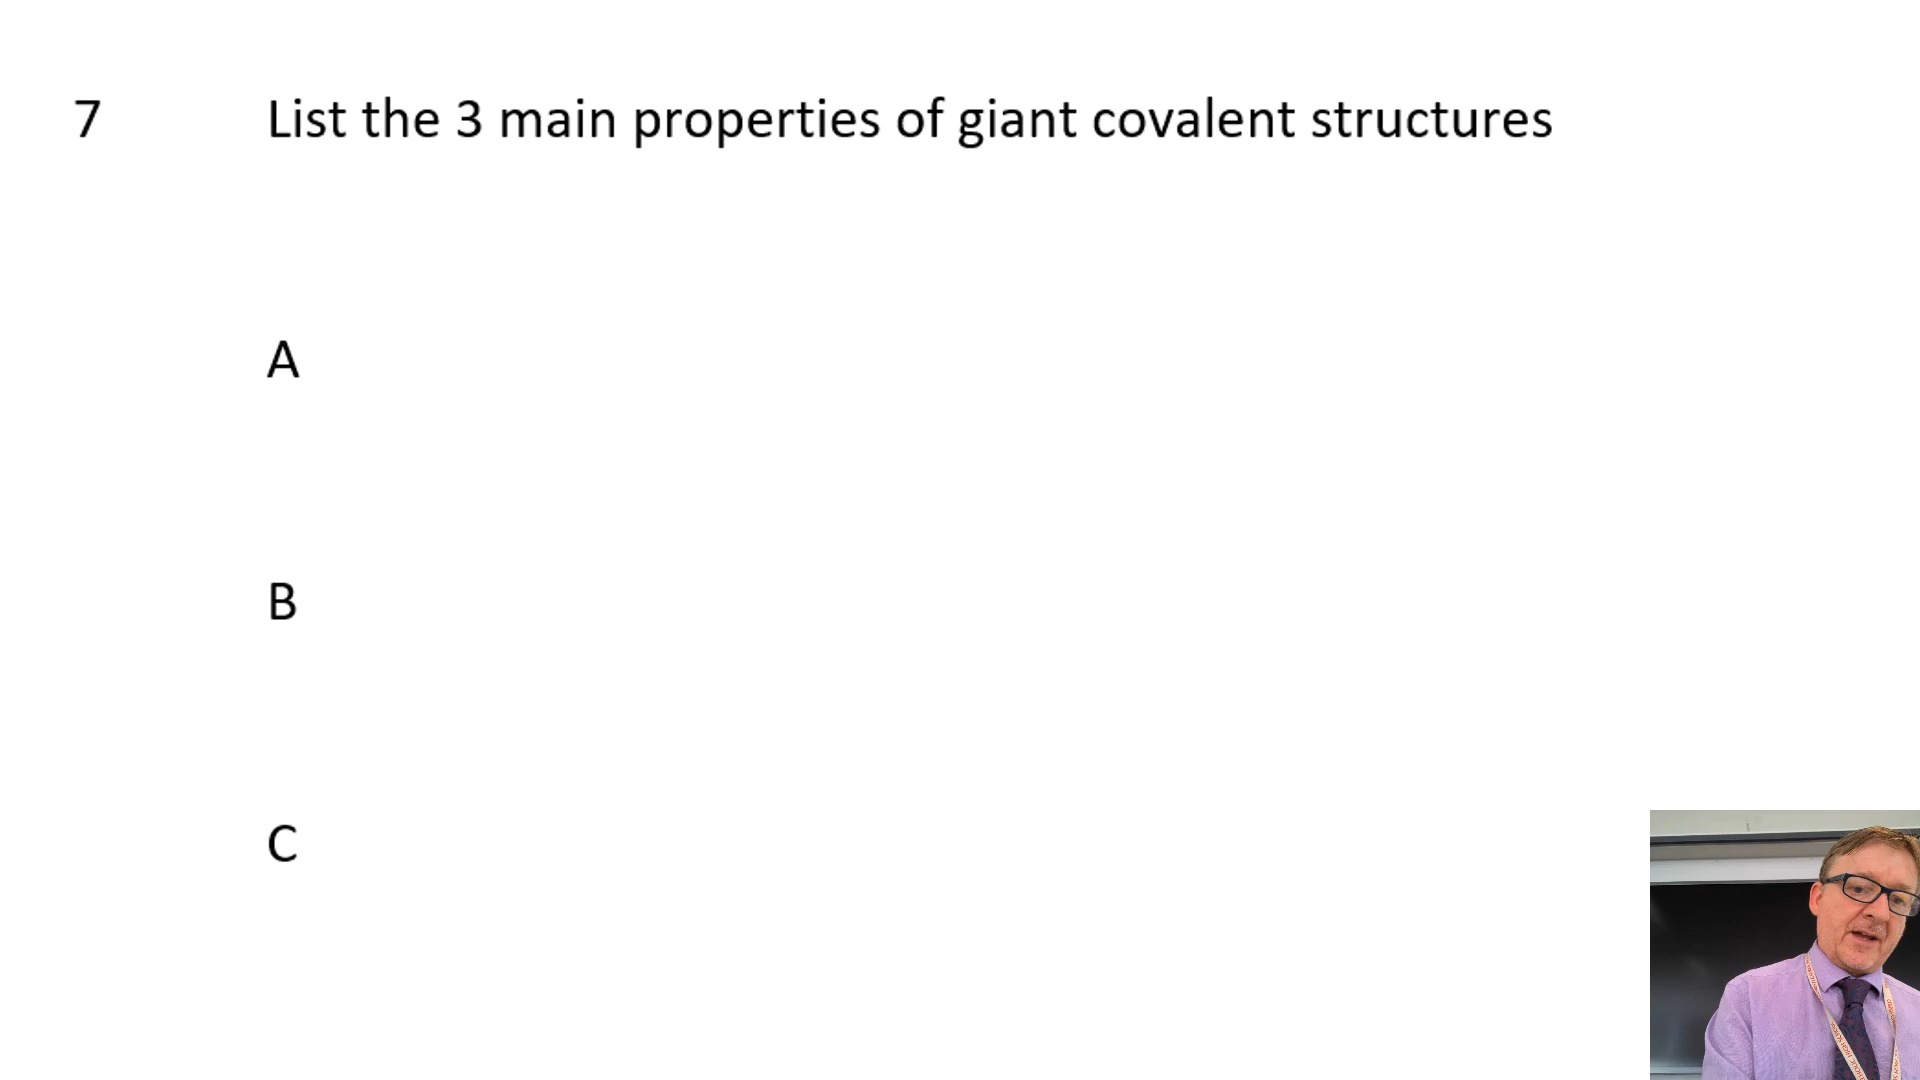 7 List the 3 main properties of giant covalent structures
A
B
C